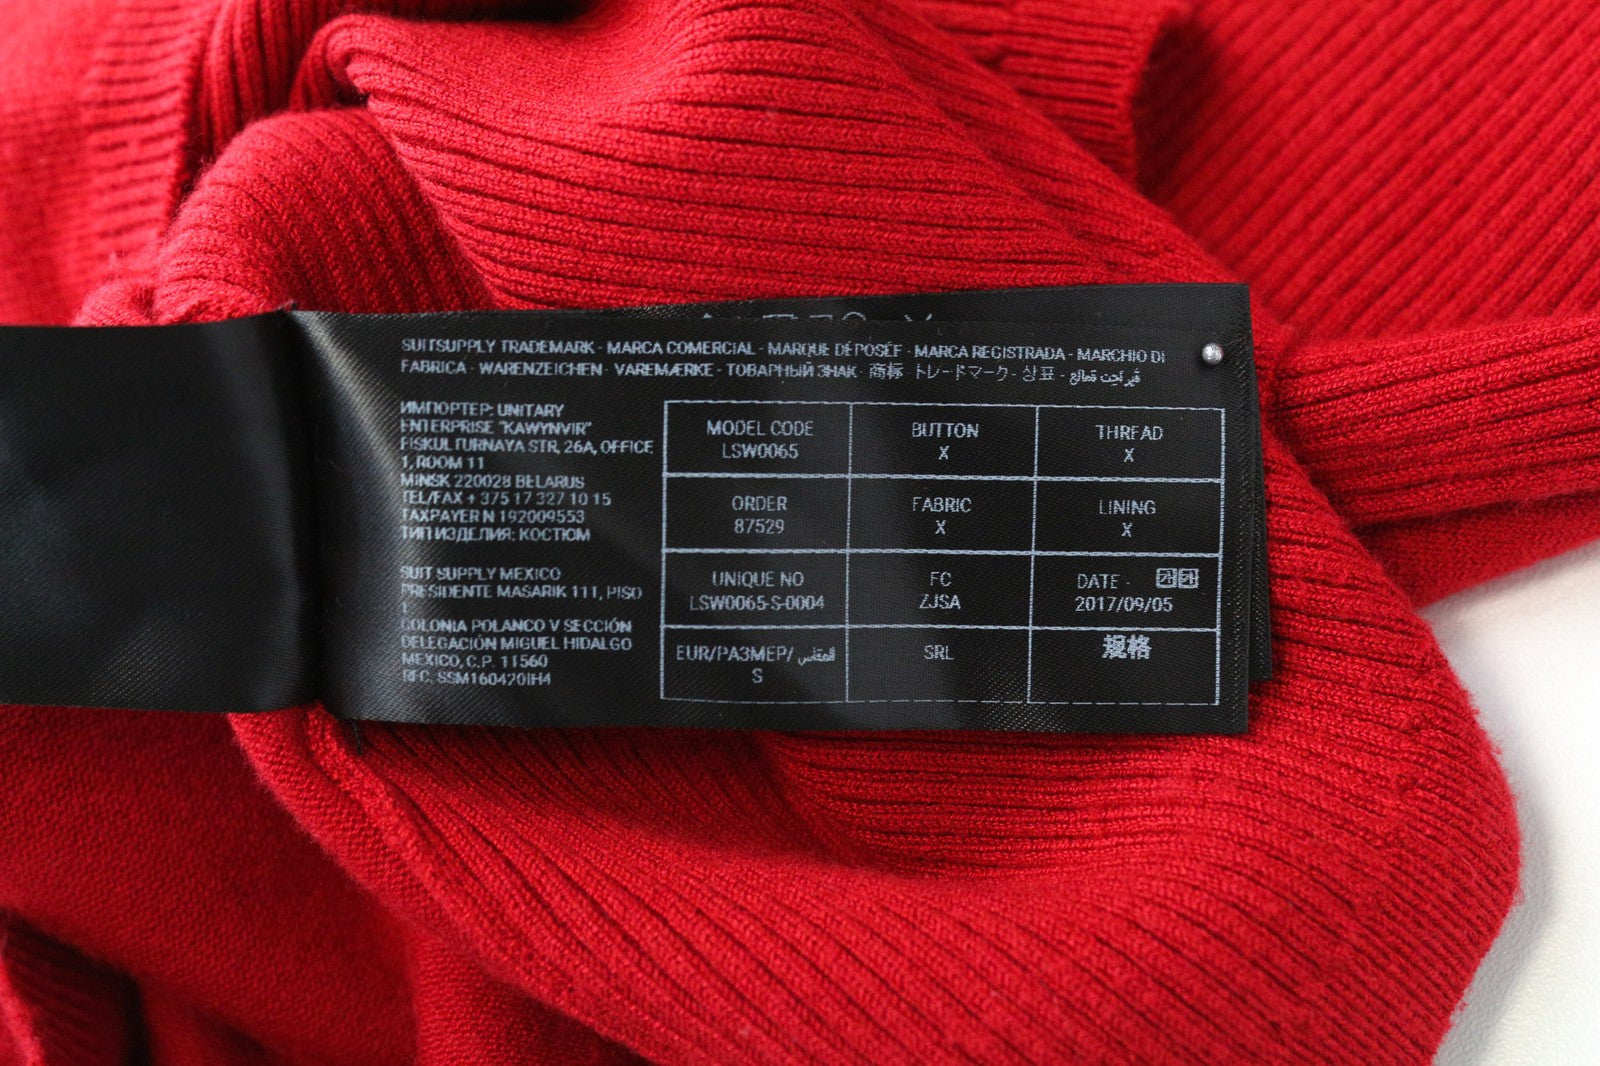 SUITSUPPLY TRADEMARK - MARCA COMERCIAL - MARQUE DÉPOSÉE - MARCA REGISTRADA - MARCHIO DI
FABRICA - WARENZEICHEN - VAREMÆRKE - ТОВАРНЫЙ ЗНАК - 商标 トレードマーク - 상표 -
ИМПОРТЕР: UNITARY
ENTERPRISE "KAWYNVIR"
FISKULTURNAYA STR, 26A, OFFICE
1, ROOM 11
MINSK 220028 BELARUS
TEL/FAX + 375 17 327 10 15
TAXPAYER N 192009553
ТИП ИЗДЕЛИЯ: КОСТЮМ
SUIT SUPPLY MEXICO
PRESIDENTE MASARIK 111, PISO
1
COLONIA POLANCO V SECCIÓN
DELEGACIÓN MIGUEL HIDALGO
MEXICO, C.P. 11560
RFC. SSM160420IH4
MODEL CODE
LSW0065
BUTTON
X
THREAD
X
ORDER
87529
FABRIC
X
LINING
X
UNIQUE NO
LSW0065-S-0004
FC
ZJSA
DATE -
2017/09/05
EUR/РАЗМЕР/ المقاس
S
SRL
规格